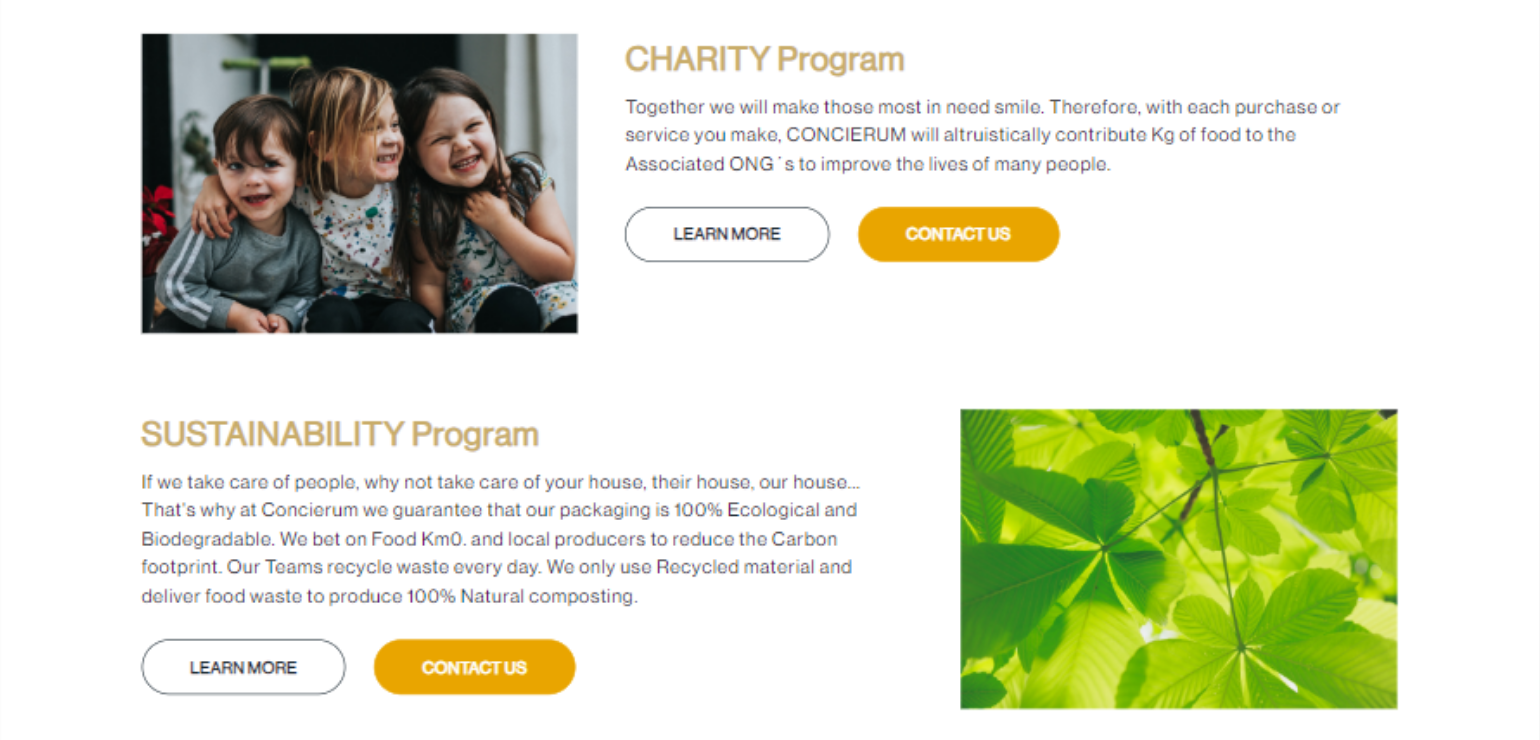 CHARITY Program
Together we will make those most in need smile. Therefore, with each purchase or
service you make, CONCIERUM will altruistically contribute Kg of food to the
Associated ONG´s to improve the lives of many people.
LEARN MORE
CONTACT US
SUSTAINABILITY Program
If we take care of people, why not take care of your house, their house, our house...
That's why at Concierum we guarantee that our packaging is 100% Ecological and
Biodegradable. We bet on Food Km0. and local producers to reduce the Carbon
footprint. Our Teams recycle waste every day. We only use Recycled material and
deliver food waste to produce 100% Natural composting.
LEARN MORE
CONTACT US